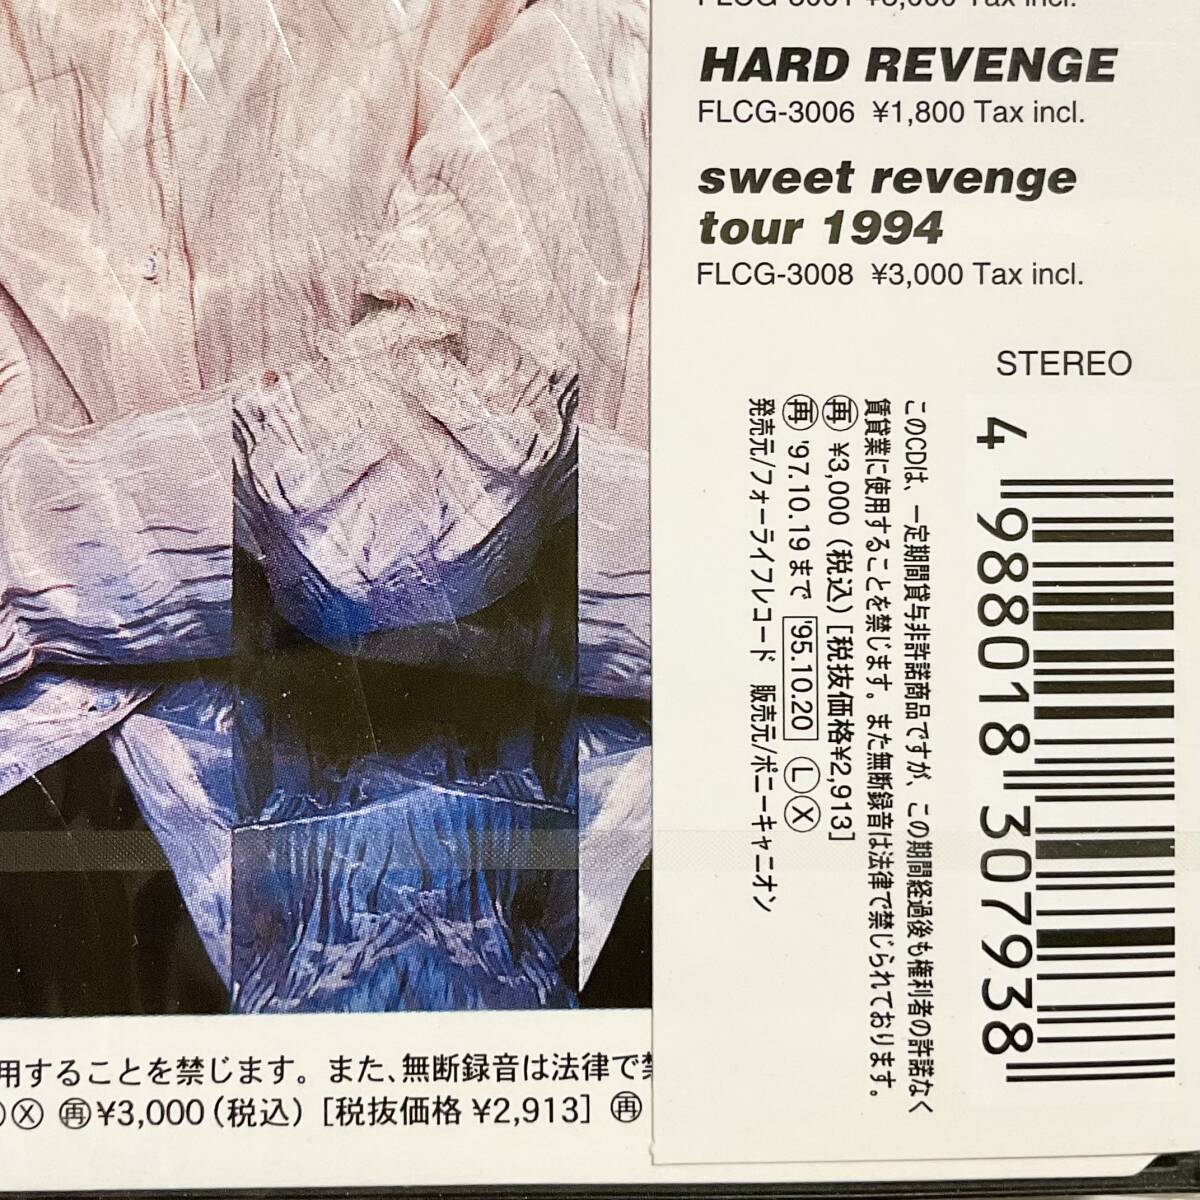 FLCG-3001 ¥3,000 Tax incl.
HARD REVENGE
FLCG-3006 ¥1,800 Tax incl.
sweet revenge
tour 1994
FLCG-3008 ¥3,000 Tax incl.
STEREO
4 988018 307938
このCDは、一定期間貸与非許諾商品ですが、この期間経過後も権利者の許諾なく
賃貸業に使用することを禁じます。また無断録音は法律で禁じられております。
再 ¥3,000(税込)[税抜価格¥2,913]
再 '97.10.19まで '95.10.20 Ⓛ Ⓧ
発売元/フォーライフレコード 販売元/ポニーキャニオン
用することを禁じます。また、無断録音は法律で禁
Ⓧ 再 ¥3,000(税込)[税抜価格 ¥2,913] 再